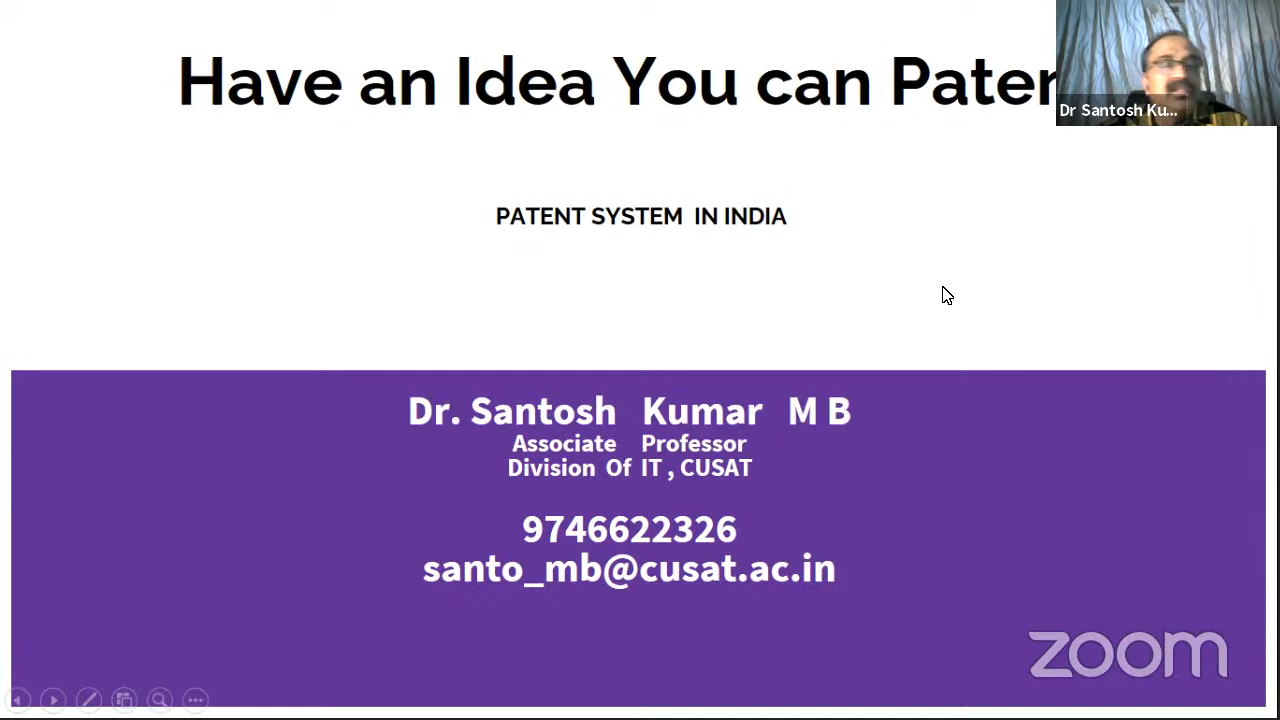 Have an Idea You can Paten
Dr Santosh Ku...
PATENT SYSTEM IN INDIA
Dr. Santosh Kumar M B
Associate Professor
Division Of IT , CUSAT
9746622326
santo_mb@cusat.ac.in
zoom